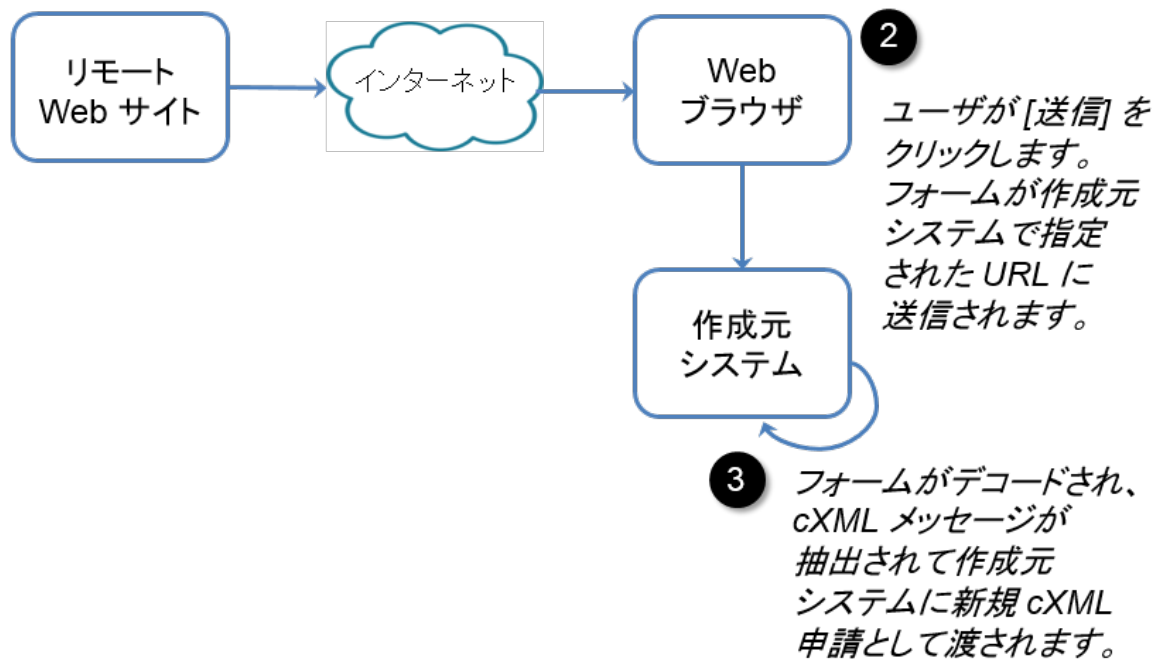 リモート
Web サイト
インターネット
Web
ブラウザ
2
ユーザが [送信] を
クリックします。
フォームが作成元
システムで指定
された URL に
送信されます。
作成元
システム
3
フォームがデコードされ、
cXML メッセージが
抽出されて作成元
システムに新規 cXML
申請として渡されます。